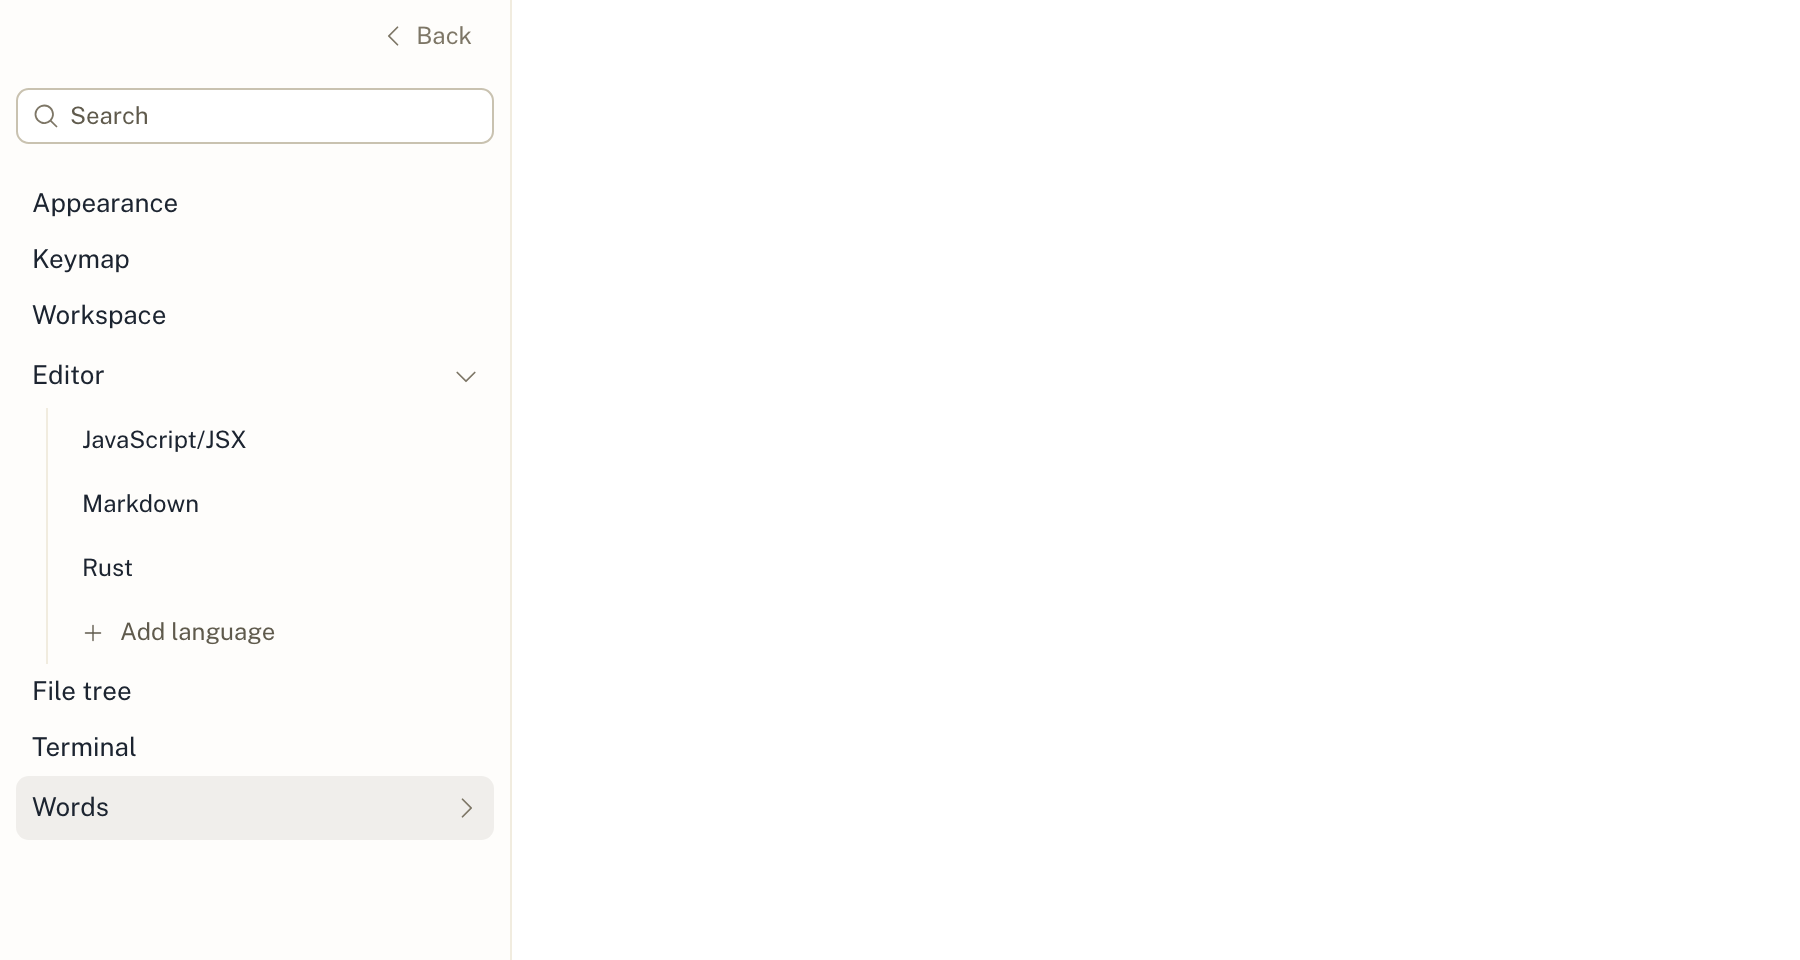 Back
Search
Appearance
Keymap
Workspace
Editor
JavaScript/JSX
Markdown
Rust
Add language
File tree
Terminal
Words